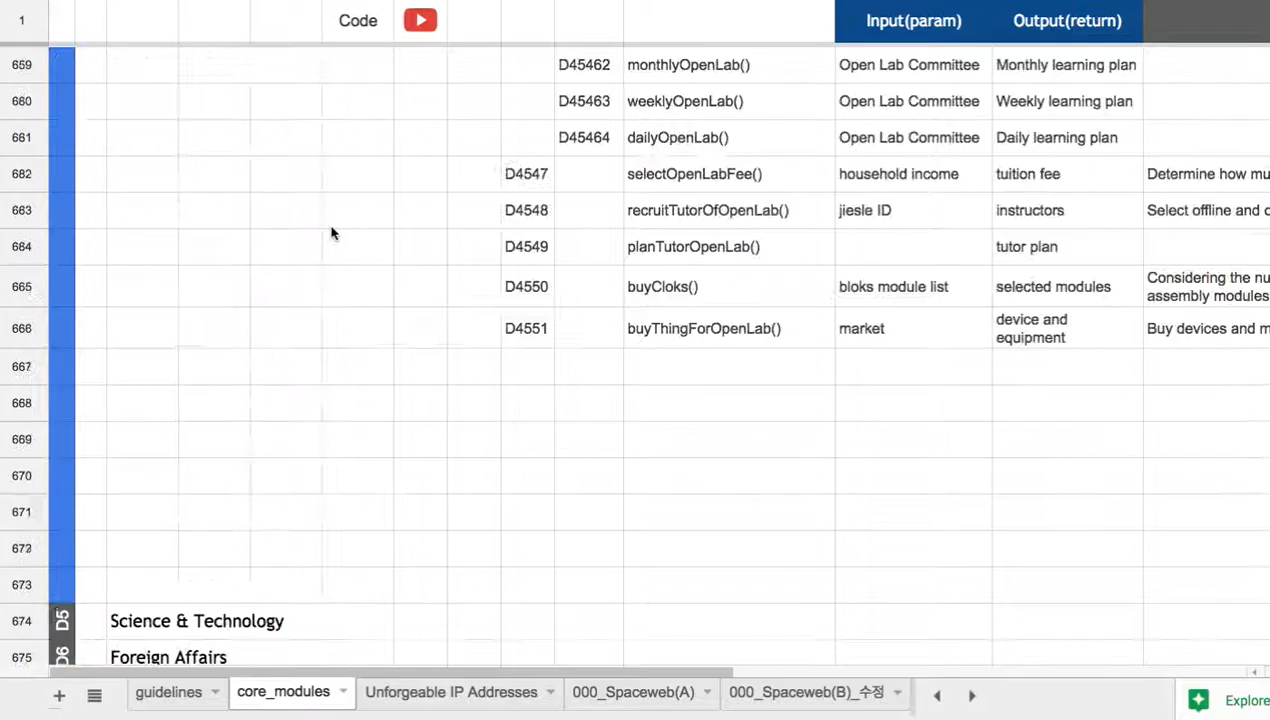 1 Code Input(param) Output(return)
659 D45462 monthlyOpenLab() Open Lab Committee Monthly learning plan
660 D45463 weeklyOpenLab() Open Lab Committee Weekly learning plan
661 D45464 dailyOpenLab() Open Lab Committee Daily learning plan
682 D4547 selectOpenLabFee() household income tuition fee Determine how mu
683 D4548 recruitTutorOfOpenLab() jiesle ID instructors Select offline and
664 D4549 planTutorOpenLab() tutor plan
665 D4550 buyCloks() bloks module list selected modules Considering the nu
assembly modules
666 D4551 buyThingForOpenLab() market device and
equipment Buy devices and m
667
668
669
670
671
672
673
674 D5 Science & Technology
675 D6 Foreign Affairs
guidelines core_modules Unforgeable IP Addresses 000_Spaceweb(A) 000_Spaceweb(B)_수정 Explore